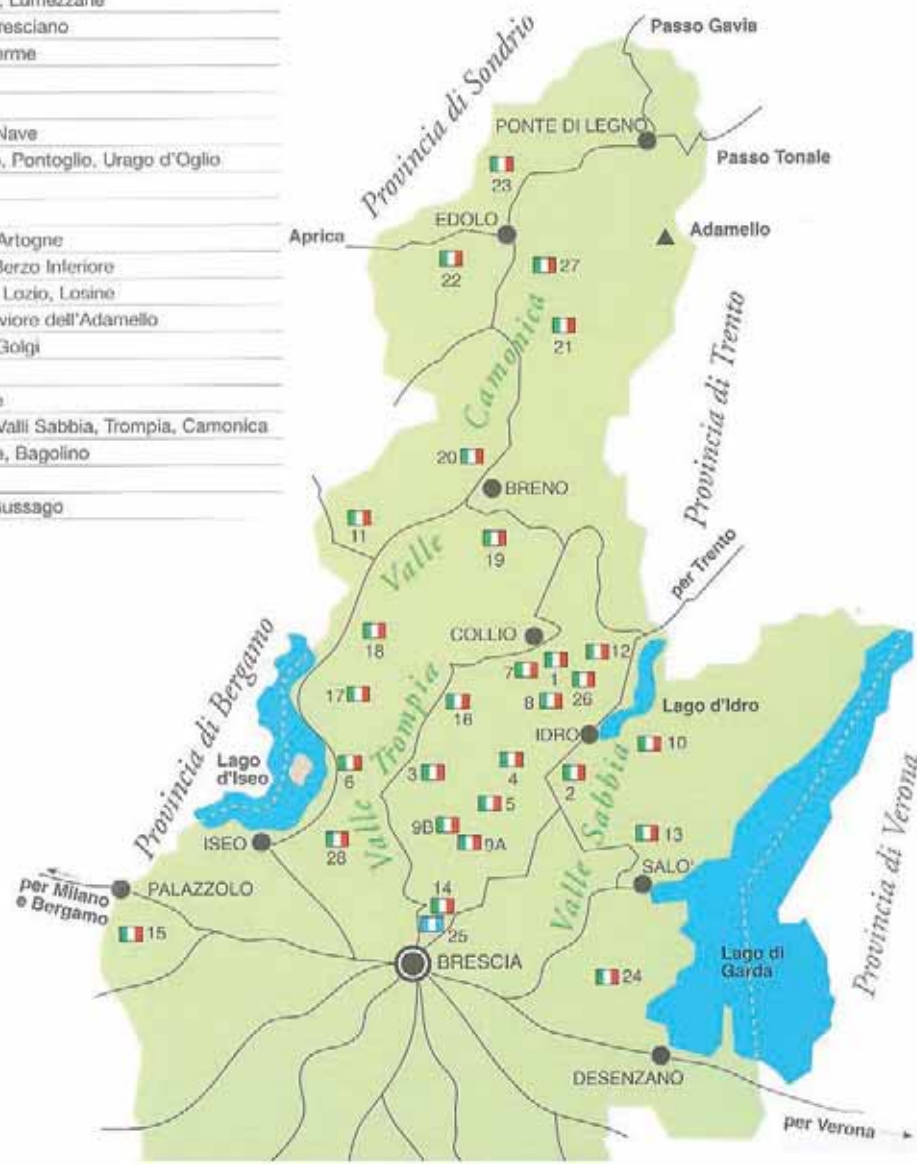 Lumezzane
resciano
erme
Nave
, Pontoglio, Urago d'Oglio
Artogne
Berzo Inferiore
Lozio, Losine
viore dell'Adamello
Golgi
e
Valli Sabbia, Trompia, Camonica
e, Bagolino
ussago
Passo Gavia
Provincia di Sondrio
PONTE DI LEGNO
Passo Tonale
23
EDOLO
Aprica
Adamello
22
27
21
Valle Camonica
Provincia di Trento
20
BRENO
11
19
per Trento
COLLIO
18
12
7
1
26
17
16
8
Lago d'Idro
IDRO
10
Provincia di Bergamo
Lago
d'Iseo
6
Valle Trompia
3
4
2
5
Valle Sabbia
9B
9A
13
ISEO
28
SALO'
Provincia di Verona
per Milano
e Bergamo
PALAZZOLO
14
15
25
BRESCIA
Lago di
Garda
24
DESENZANO
per Verona